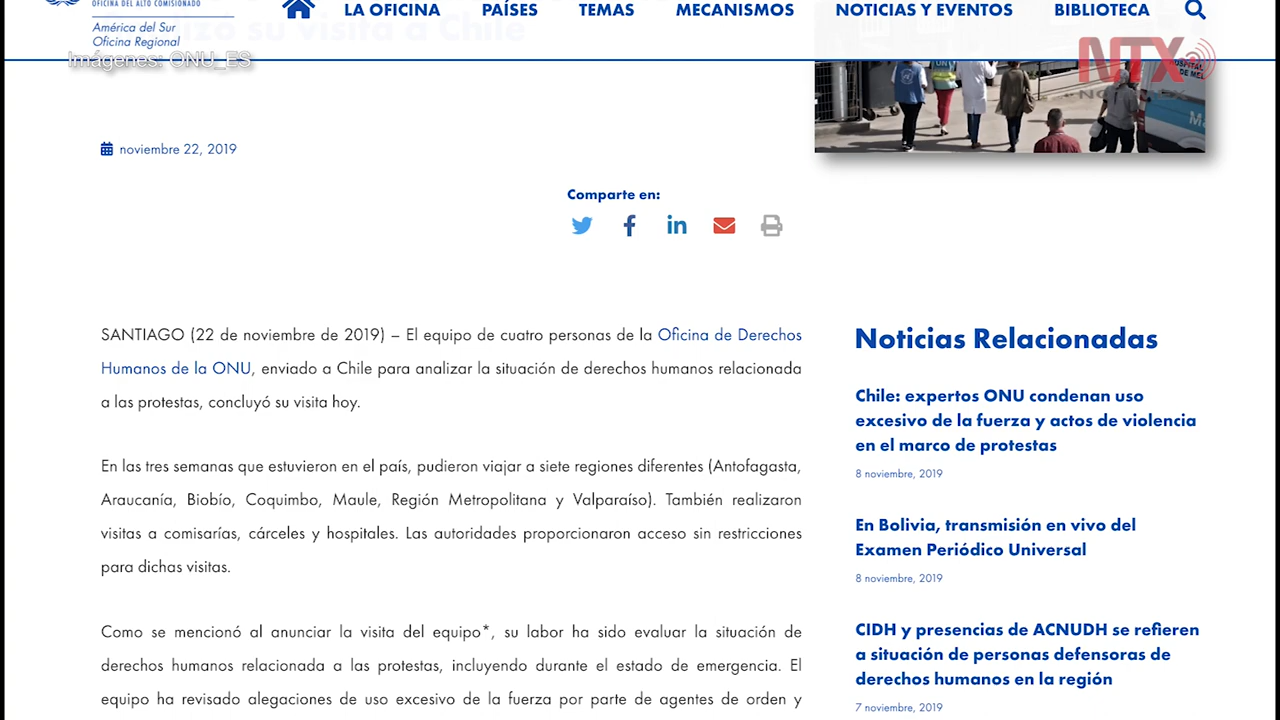 OFICINA DEL ALTO COMISIONADO
América del Sur
Oficina Regional
LA OFICINA
PAÍSES
TEMAS
MECANISMOS
NOTICIAS Y EVENTOS
BIBLIOTECA
su visita a Chile
Imágenes: ONU_ES
NTX
noviembre 22, 2019
Comparte en:
SANTIAGO (22 de noviembre de 2019) – El equipo de cuatro personas de la Oficina de Derechos
Humanos de la ONU, enviado a Chile para analizar la situación de derechos humanos relacionada
a las protestas, concluyó su visita hoy.
En las tres semanas que estuvieron en el país, pudieron viajar a siete regiones diferentes (Antofagasta,
Araucanía, Biobío, Coquimbo, Maule, Región Metropolitana y Valparaíso). También realizaron
visitas a comisarías, cárceles y hospitales. Las autoridades proporcionaron acceso sin restricciones
para dichas visitas.
Como se mencionó al anunciar la visita del equipo*, su labor ha sido evaluar la situación de
derechos humanos relacionada a las protestas, incluyendo durante el estado de emergencia. El
equipo ha revisado alegaciones de uso excesivo de la fuerza por parte de agentes de orden y
Noticias Relacionadas
Chile: expertos ONU condenan uso
excesivo de la fuerza y actos de violencia
en el marco de protestas
8 noviembre, 2019
En Bolivia, transmisión en vivo del
Examen Periódico Universal
8 noviembre, 2019
CIDH y presencias de ACNUDH se refieren
a situación de personas defensoras de
derechos humanos en la región
7 noviembre, 2019